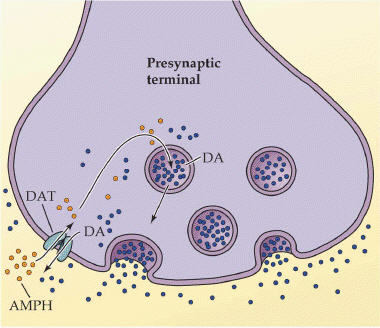 Presynaptic
terminal
DA
DAT
DA
AMPH